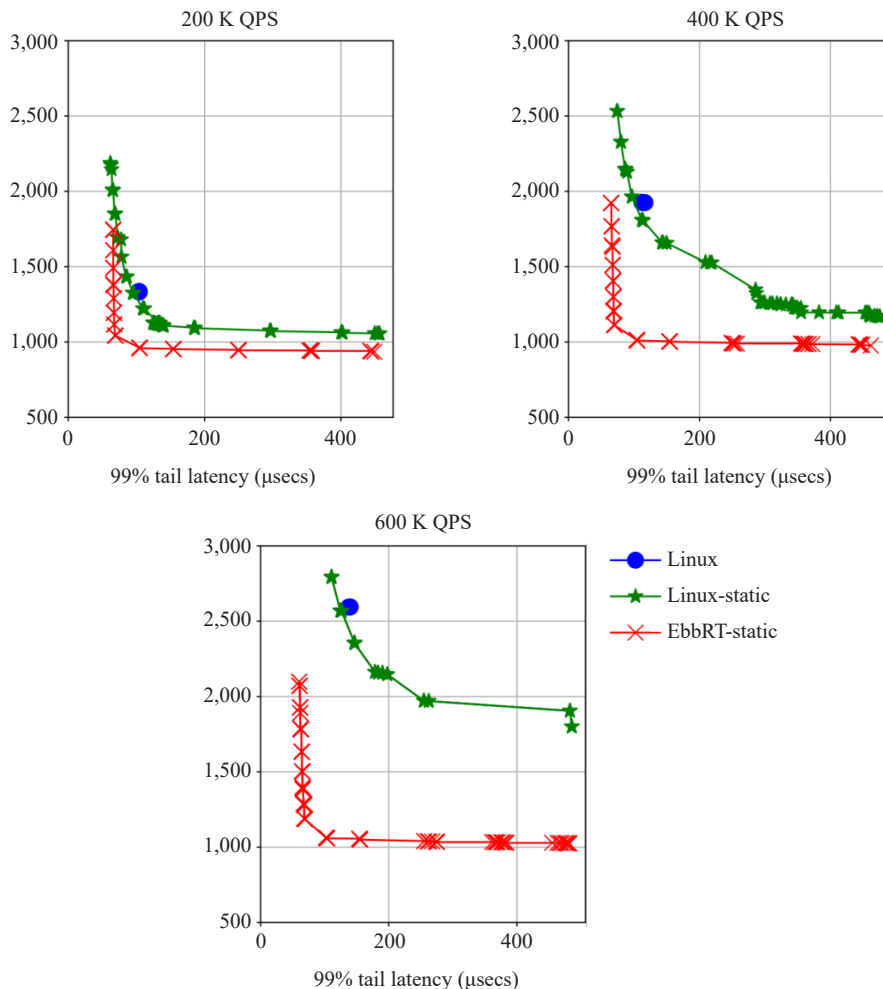 200 K QPS
3,000
2,500
2,000
1,500
1,000
500
0 200 400
99% tail latency (μsecs)
400 K QPS
3,000
2,500
2,000
1,500
1,000
500
0 200 400
99% tail latency (μsecs)
600 K QPS
3,000
2,500
2,000
1,500
1,000
500
0 200 400
99% tail latency (μsecs)
Linux
Linux-static
EbbRT-static